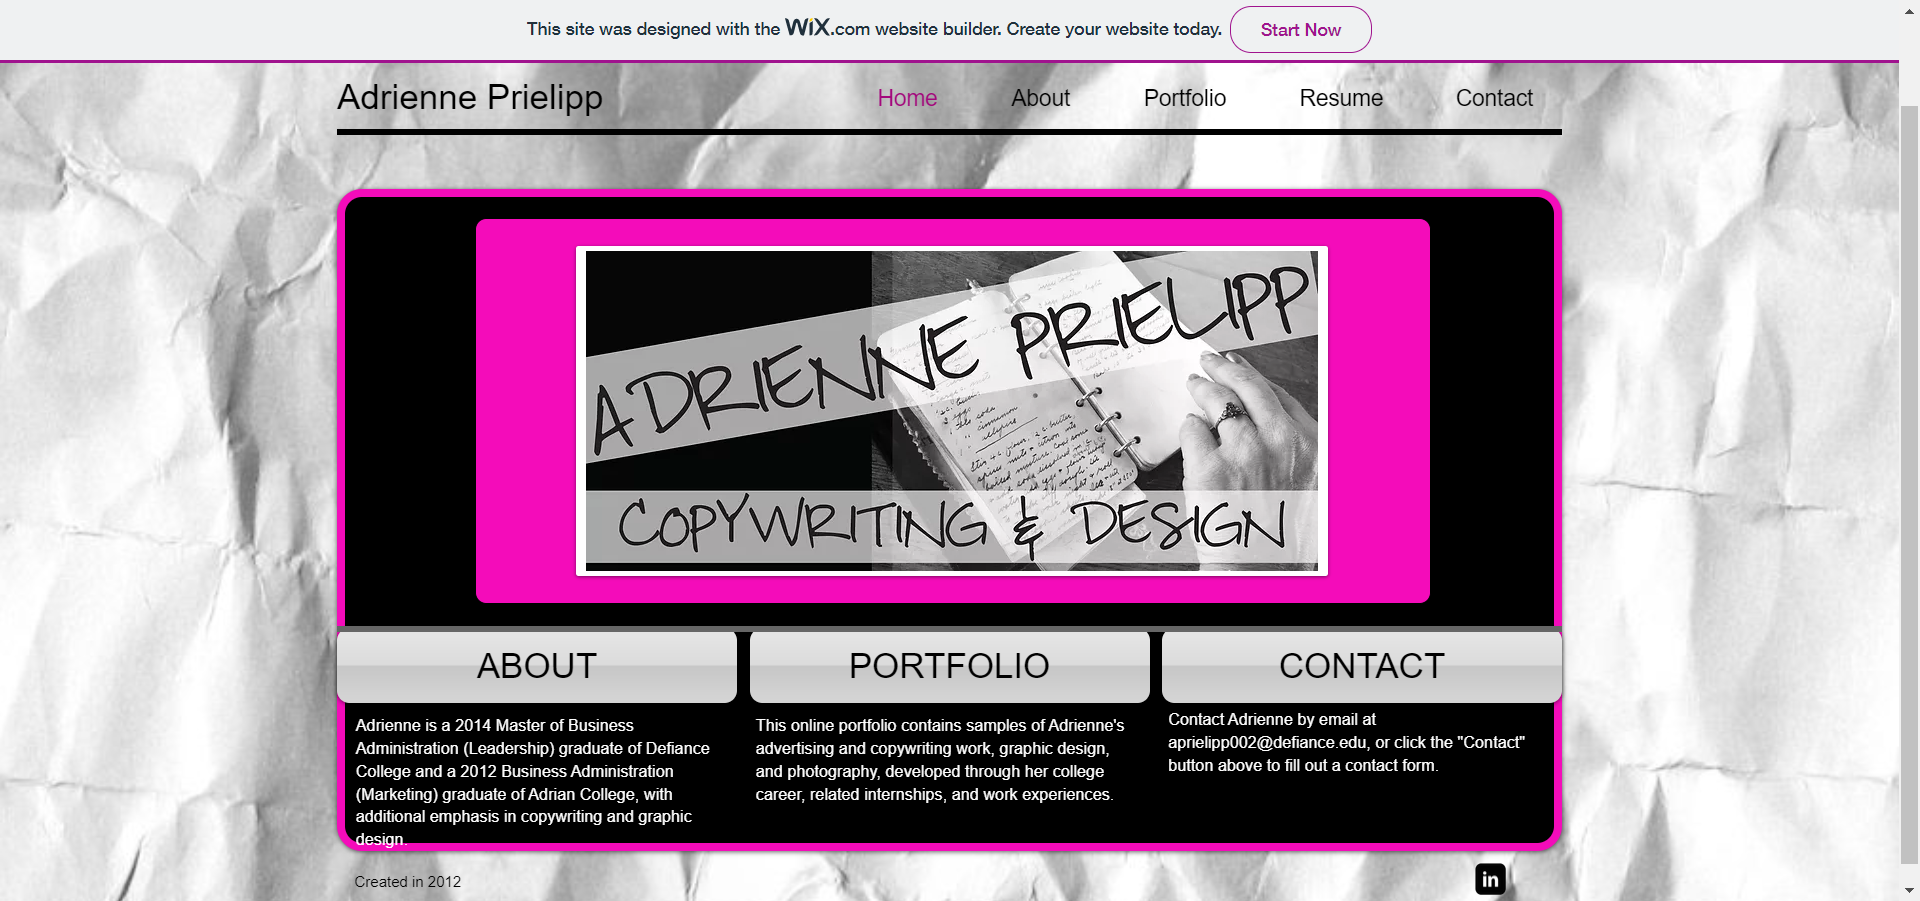 This site was designed with the WiX.com website builder. Create your website today.
Start Now
Adrienne Prielipp
Home
About
Portfolio
Resume
Contact
ADRIENNE PRIELIPP
COPYWRITING & DESIGN
ABOUT
PORTFOLIO
CONTACT
Adrienne is a 2014 Master of Business
Administration (Leadership) graduate of Defiance
College and a 2012 Business Administration
(Marketing) graduate of Adrian College, with
additional emphasis in copywriting and graphic
design.
This online portfolio contains samples of Adrienne's
advertising and copywriting work, graphic design,
and photography, developed through her college
career, related internships, and work experiences.
Contact Adrienne by email at
aprielipp002@defiance.edu, or click the "Contact"
button above to fill out a contact form.
Created in 2012
in